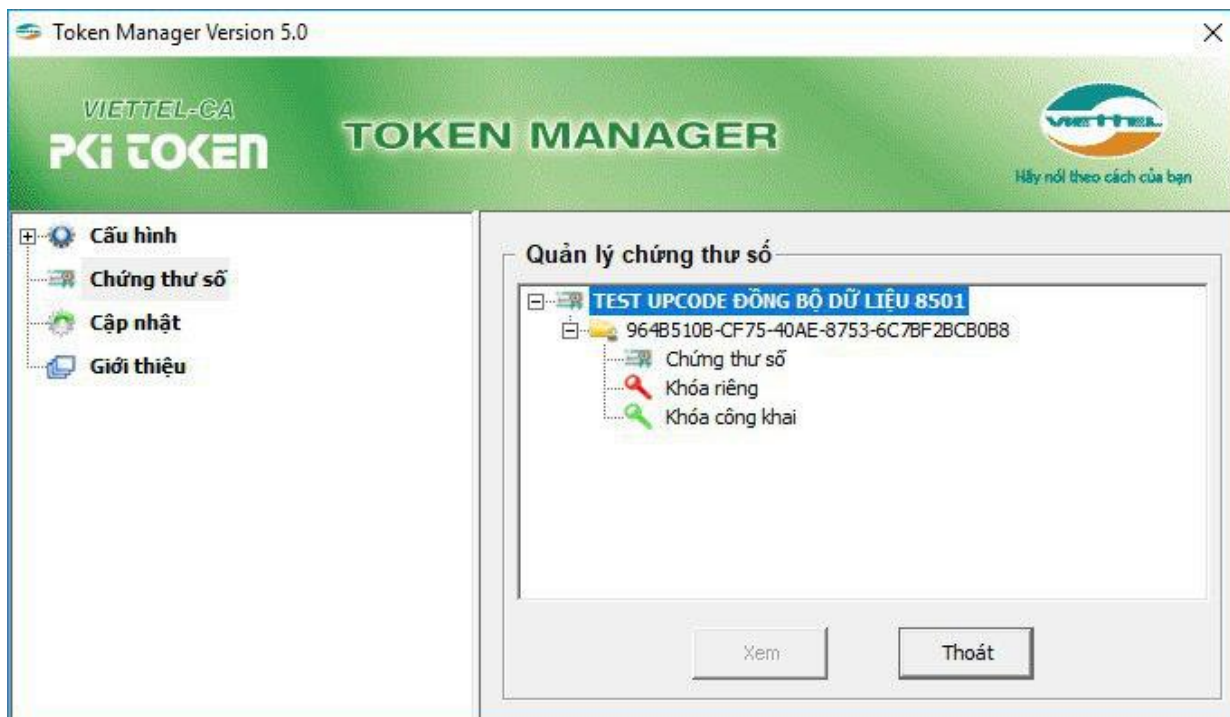 Token Manager Version 5.0
VIETTEL-CA
PKi TOKEN
TOKEN MANAGER
VIETTEL
Hãy nói theo cách của bạn
Cấu hình
Chứng thư số
Cập nhật
Giới thiệu
Quản lý chứng thư số
TEST UPCODE ĐỒNG BỘ DỮ LIỆU 8501
964B510B-CF75-40AE-8753-6C7BF2BCB0B8
Chứng thư số
Khóa riêng
Khóa công khai
Xem
Thoát